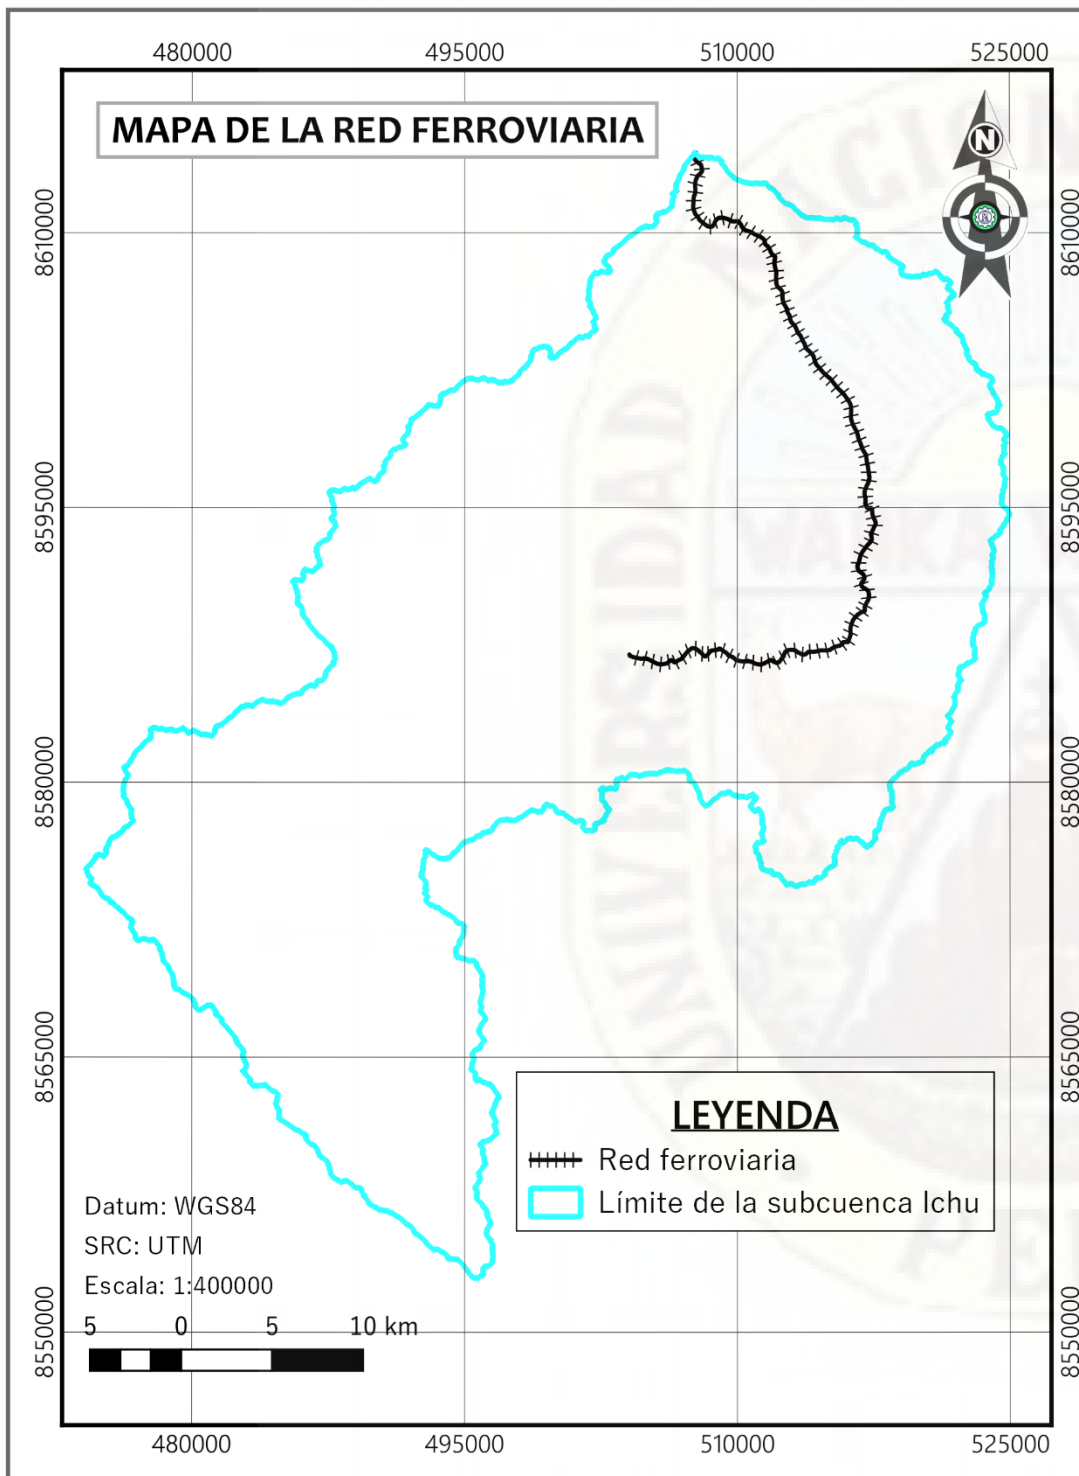 480000 495000 510000 525000
MAPA DE LA RED FERROVIARIA
N
8610000 8610000
8595000 8595000
8580000 8580000
8565000 8565000
8550000 8550000
UNIVERSIDAD
LEYENDA
Red ferroviaria
Límite de la subcuenca Ichu
Datum: WGS84
SRC: UTM
Escala: 1:400000
5 0 5 10 km
480000 495000 510000 525000